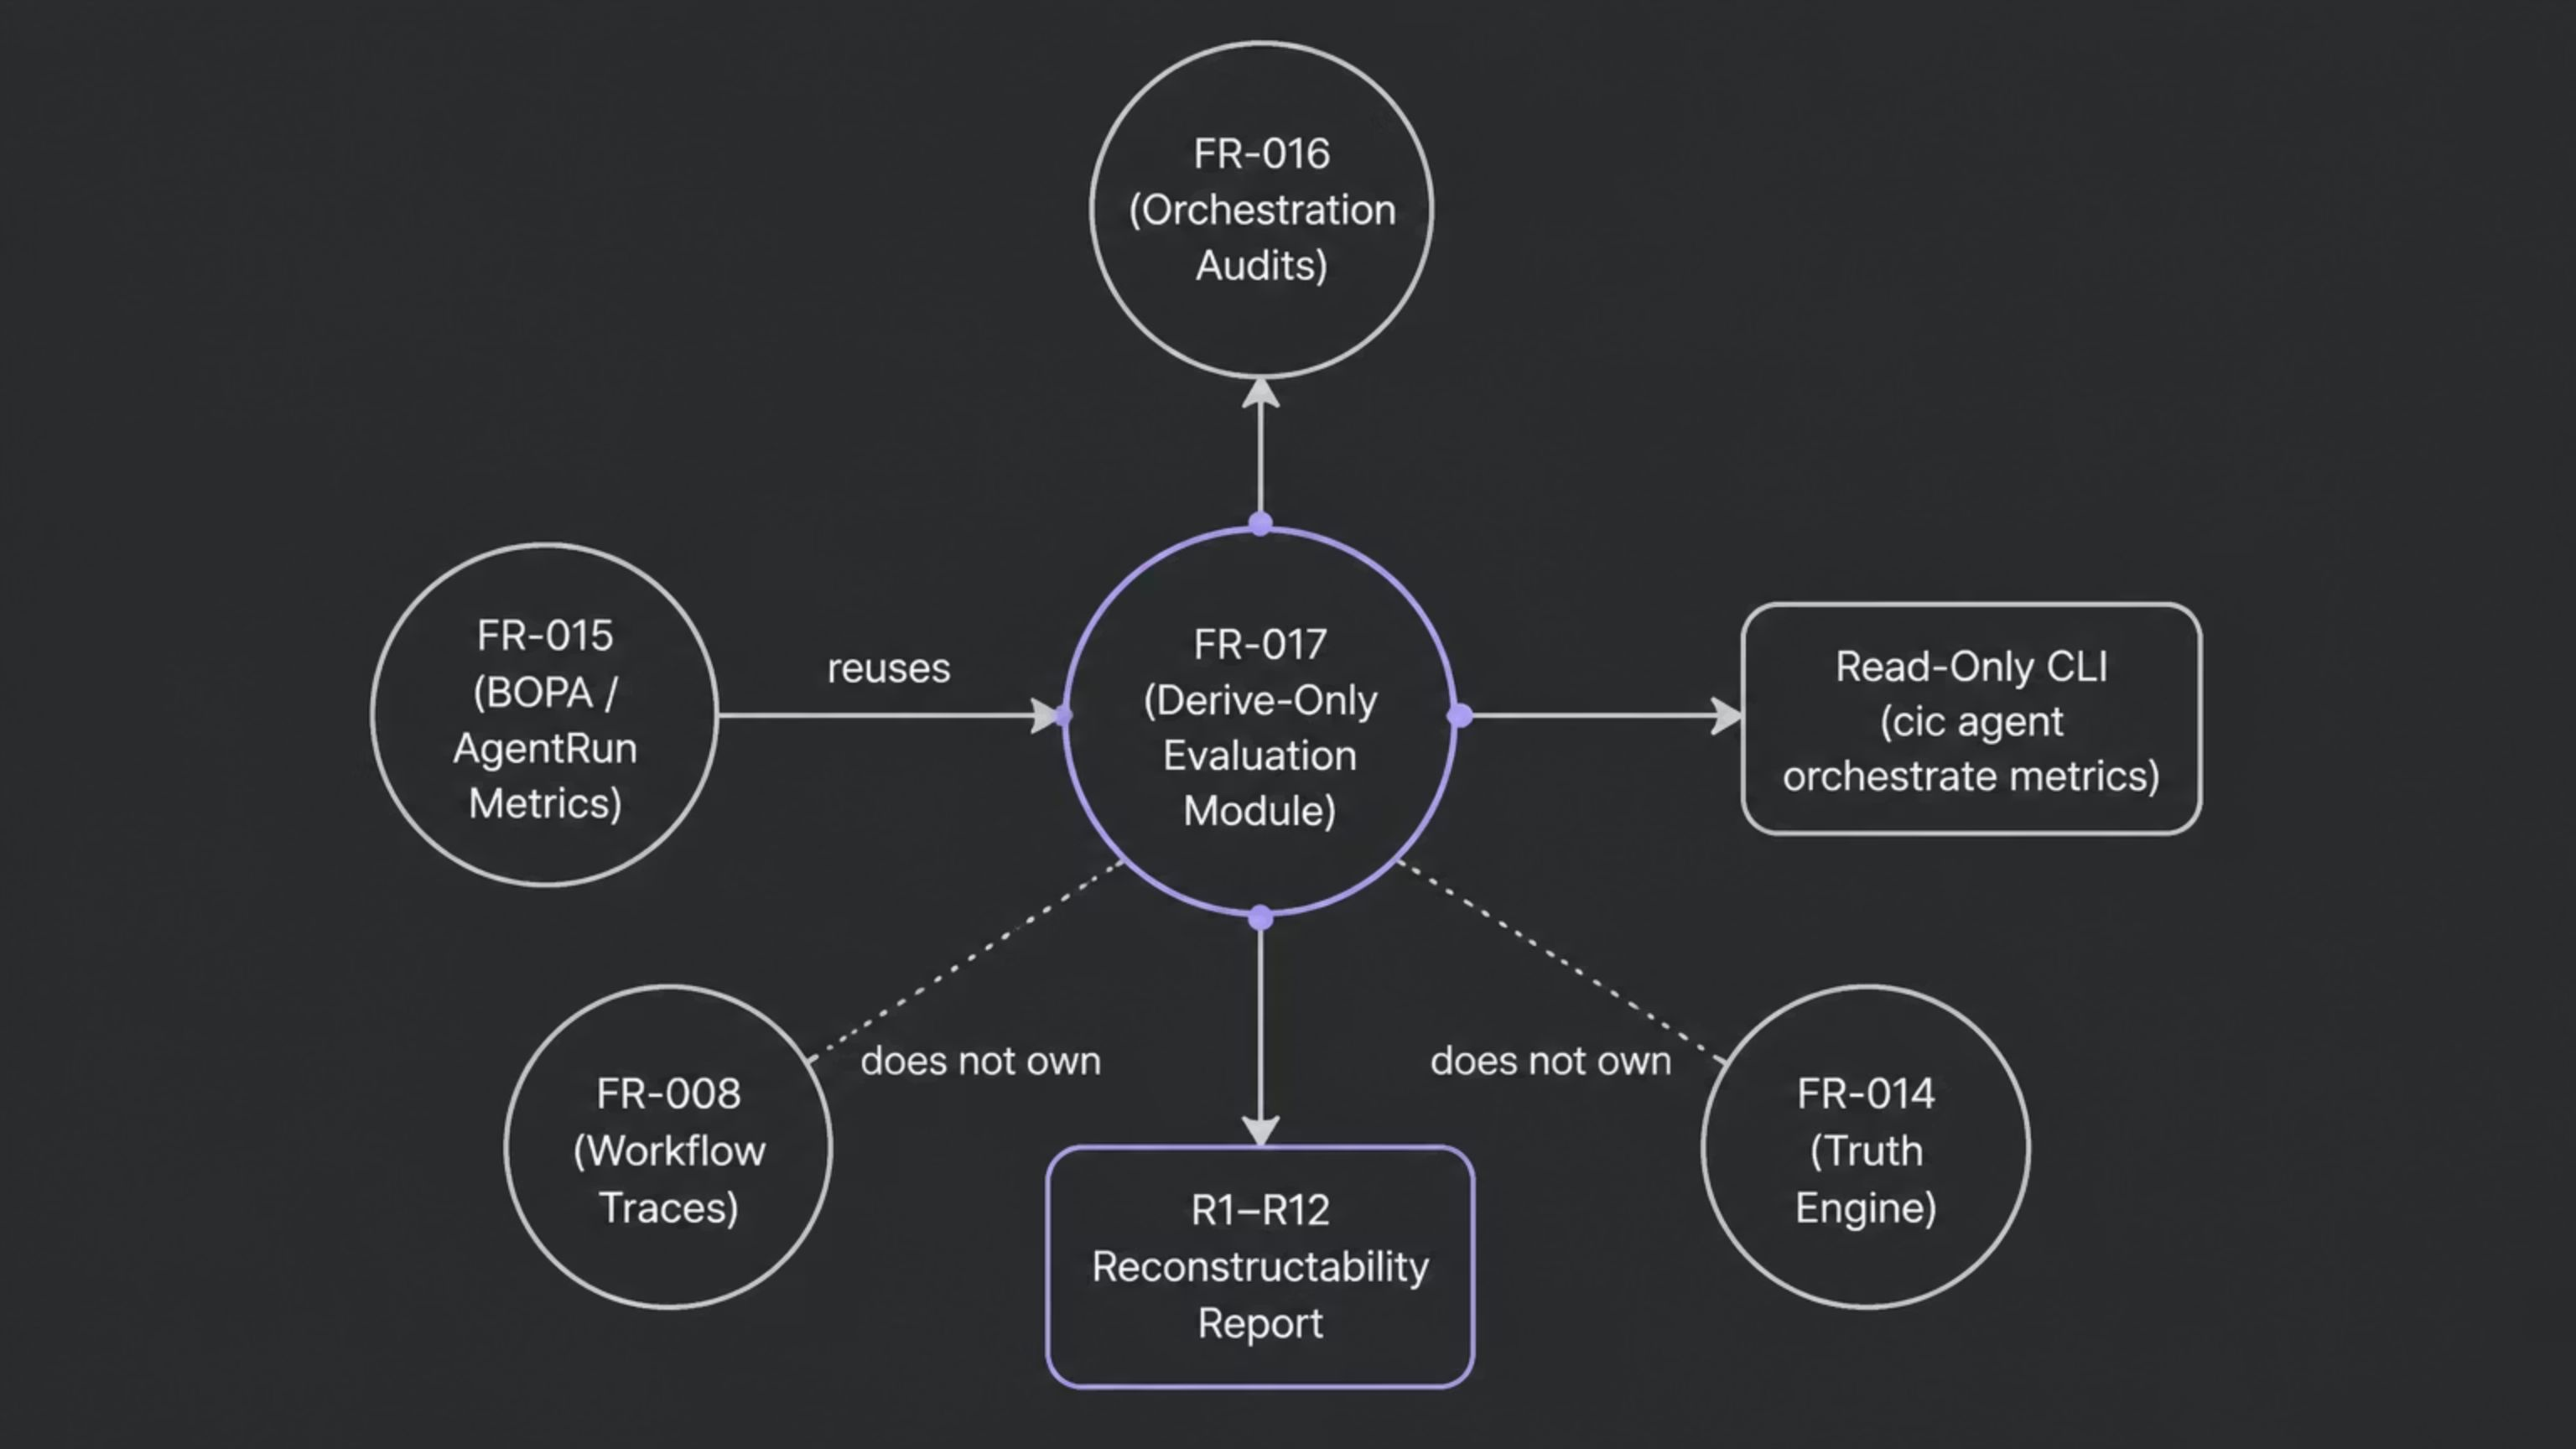 FR-016
(Orchestration
Audits)
FR-015
(BOPA /
AgentRun
Metrics)
reuses
FR-017
(Derive-Only
Evaluation
Module)
Read-Only CLI
(cic agent
orchestrate metrics)
does not own
does not own
FR-008
(Workflow
Traces)
R1–R12
Reconstructability
Report
FR-014
(Truth
Engine)